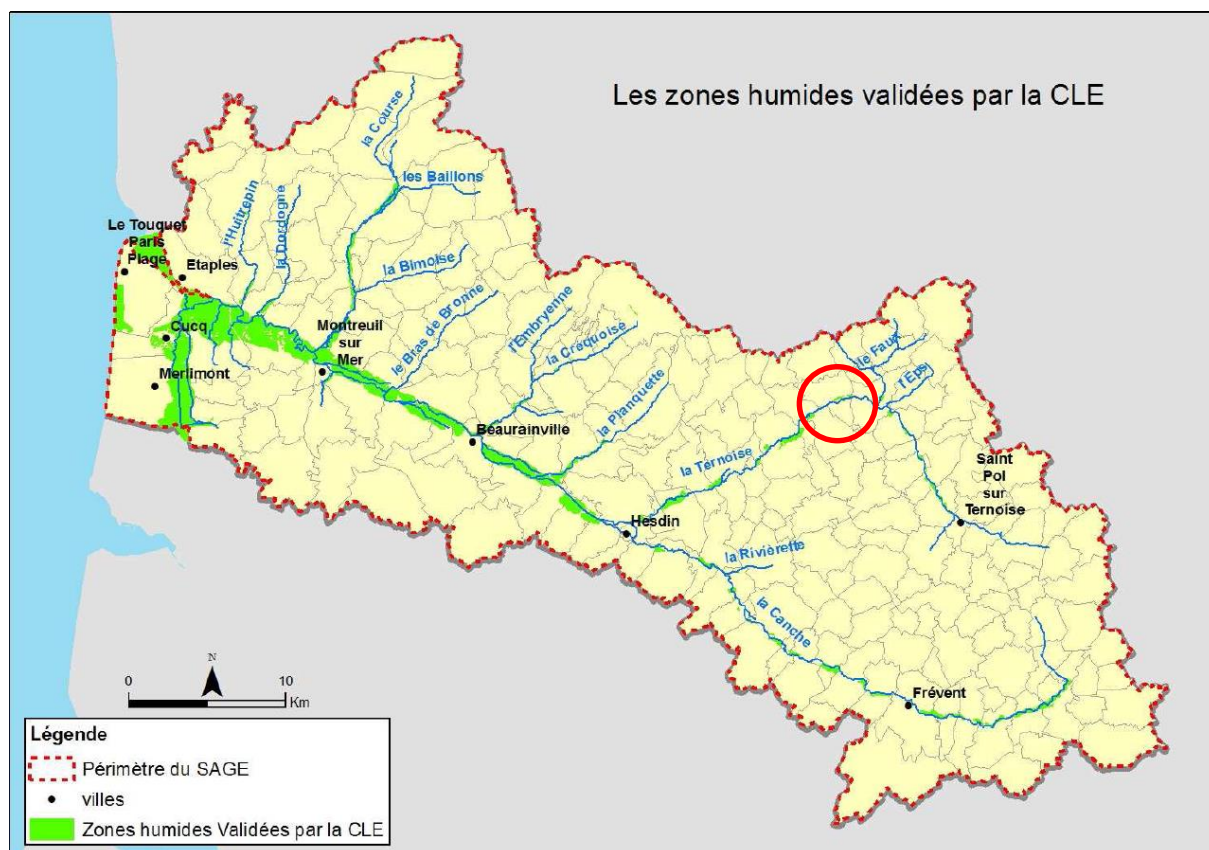 Les zones humides validées par la CLE
la Course
les Baillons
l'Huitrepin
la Dordogne
Le Touquet
Paris
Plage
Etaples
la Bimoise
le Bras de Bronne
l'Embryenne
la Créquoise
la Planquette
Cucq
Montreuil
sur
Mer
Merlimont
Beaurainville
le Faux
l'Eps
la Ternoise
Saint
Pol
sur
Ternoise
Hesdin
la Rivièrette
la Canche
Frévent
N
0 10
Km
Légende
Périmètre du SAGE
villes
Zones humides Validées par la CLE